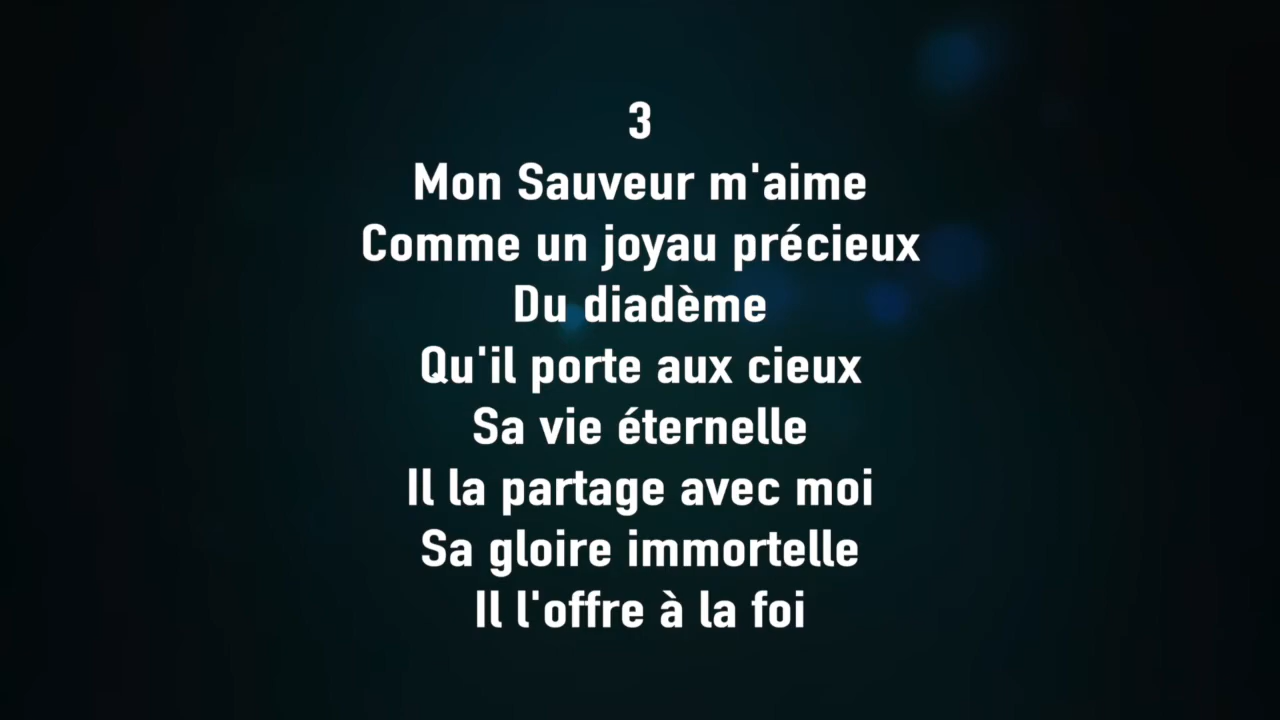 3
Mon Sauveur m'aime
Comme un joyau précieux
Du diadème
Qu'il porte aux cieux
Sa vie éternelle
Il la partage avec moi
Sa gloire immortelle
Il l'offre à la foi